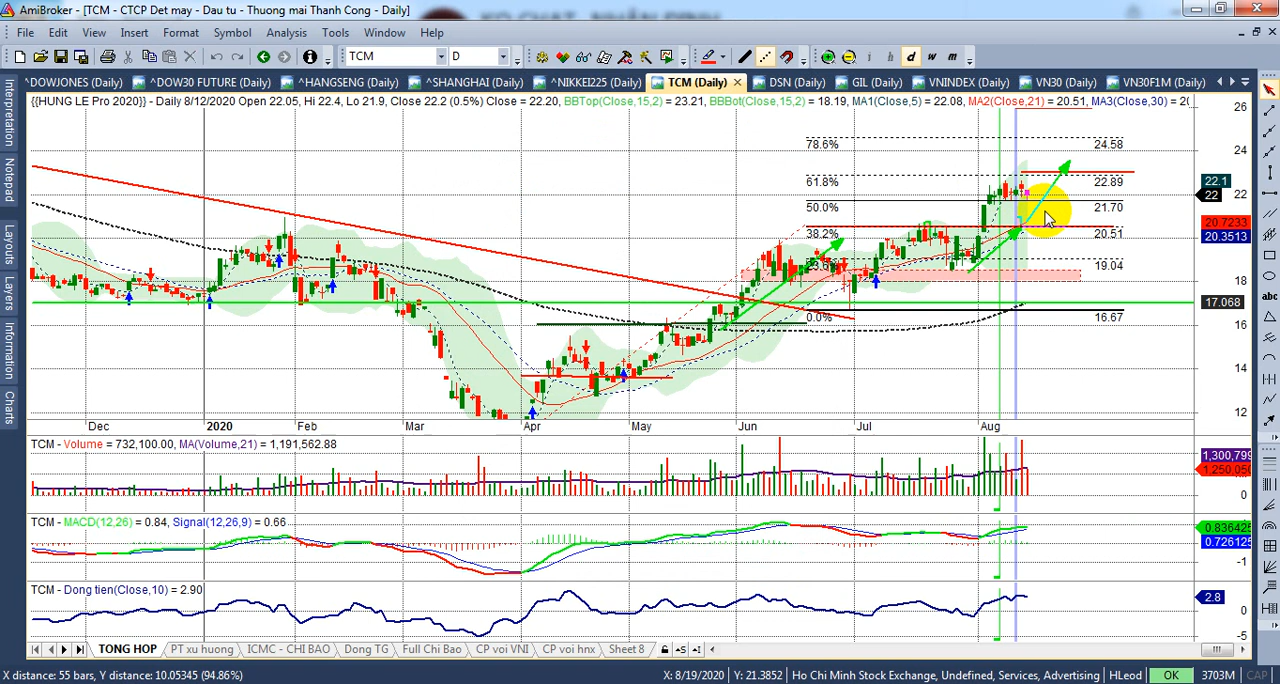 AmiBroker - [TCM - CTCP Det may - Dau tu - Thuong mai Thanh Cong - Daily]
File Edit View Insert Format Symbol Analysis Tools Window Help
TCM D i h d w m
^DOWJONES (Daily) ^DOW30 FUTURE (Daily) ^HANGSENG (Daily) ^SHANGHAI (Daily) ^NIKKEI225 (Daily) TCM (Daily) DSN (Daily) GIL (Daily) VNINDEX (Daily) VN30 (Daily) VN30F1M (Daily)
{{HUNG LE Pro 2020}} - Daily 8/12/2020 Open 22.05, Hi 22.4, Lo 21.9, Close 22.2 (0.5%) Close = 22.20, BBTop(Close,15,2) = 23.21, BBBot(Close,15,2) = 18.19, MA1(Close,5) = 22.08, MA2(Close,21) = 20.51, MA3(Close,30) = 20
Interpretation
Notepad
Layouts
Layers
Information
Charts
26
78.6% 24.58
24
61.8% 22.89
22.1
22
22
50.0% 21.70
20.7233
38.2% 20.51
20.3513
19.04
18
17.068
0.0% 16.67
16
14
12
Dec 2020 Feb Mar Apr May Jun Jul Aug
TCM - Volume = 732,100.00, MA(Volume,21) = 1,191,562.88
1,300,799
1,250,050
0
TCM - MACD(12,26) = 0.84, Signal(12,26,9) = 0.66
0.836425
0.726125
-1
TCM - Dong tien(Close,10) = 2.90
2.8
0
-5
TONG HOP PT xu huong ICMC - CHI BAO Dong TG Full Chi Bao CP voi VNI CP voi hnx Sheet 8
X distance: 55 bars, Y distance: 10.05345 (94.86%) X: 8/19/2020 Y: 21.3852 Ho Chi Minh Stock Exchange, Undefined, Services, Advertising HLeod OK 3703M CAP
abc